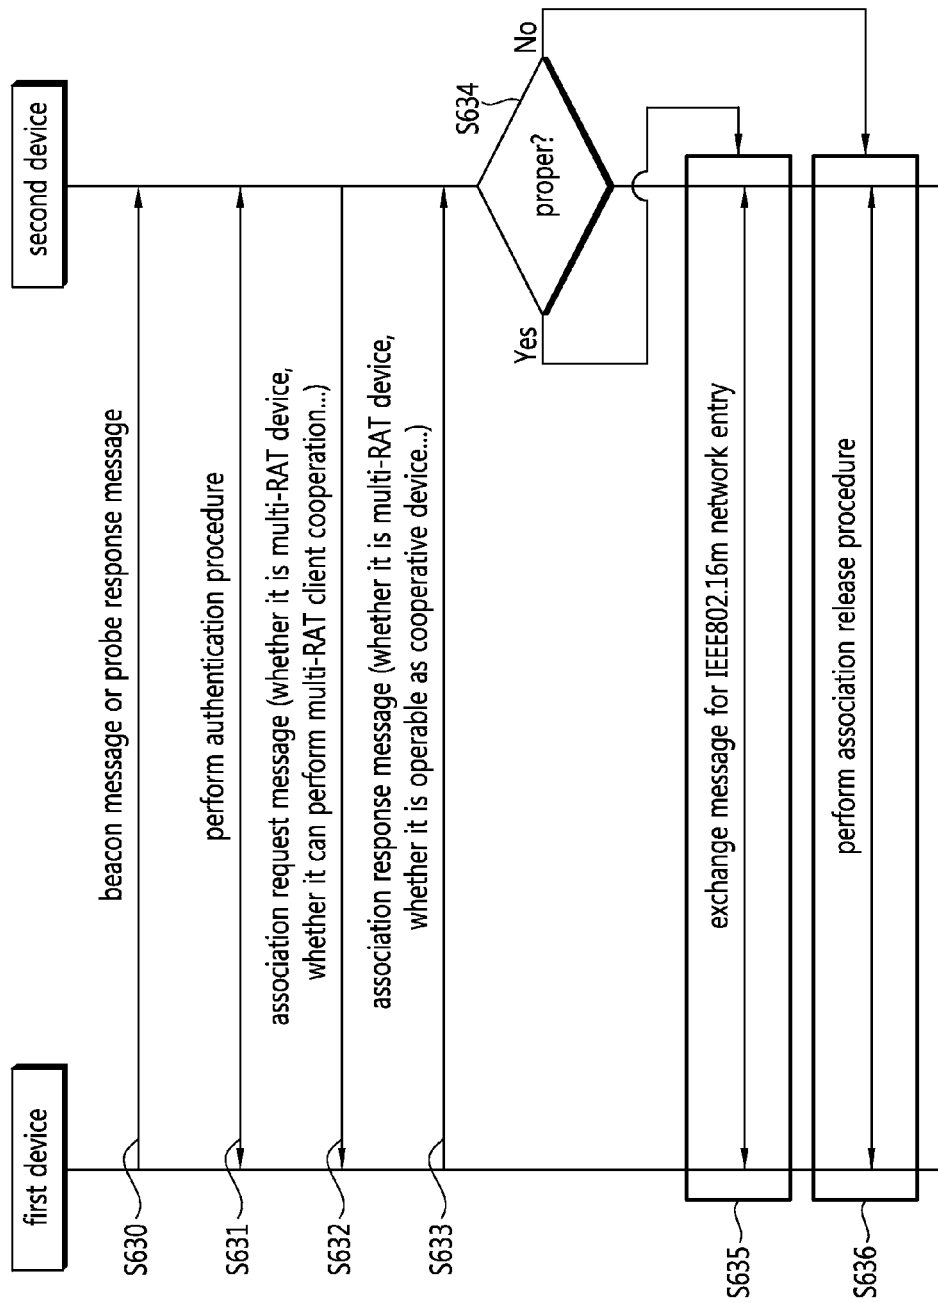 first device
second device
S630
beacon message or probe response message
S631
perform authentication procedure
S632
association request message (whether it is multi-RAT device,
whether it can perform multi-RAT client cooperation...)
S633
association response message (whether it is multi-RAT device,
whether it is operable as cooperative device...)
S634
proper?
Yes
No
S635
exchange message for IEEE802.16m network entry
S636
perform association release procedure